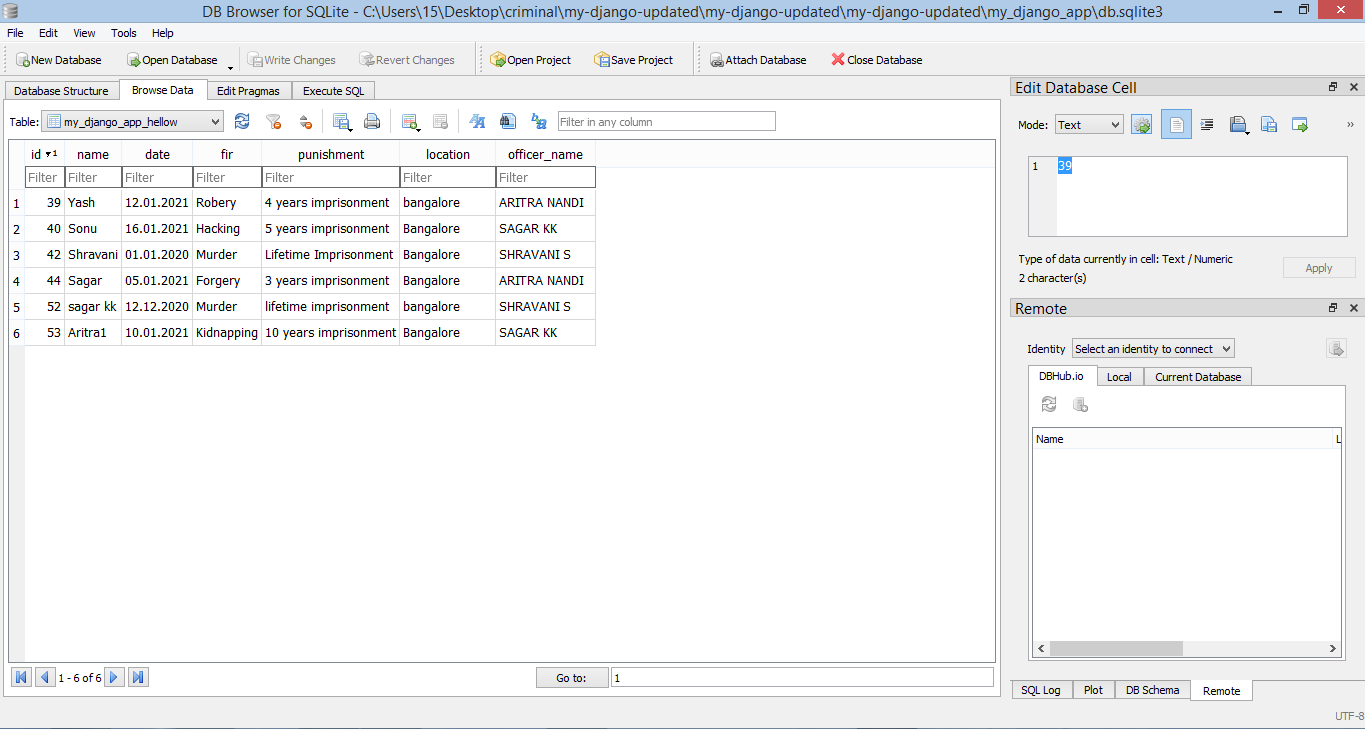 DB Browser for SQLite - C:\Users\15\Desktop\criminal\my-django-updated\my-django-updated\my-django-updated\my_django_app\db.sqlite3
File Edit View Tools Help
New Database Open Database Write Changes Revert Changes Open Project Save Project Attach Database Close Database
Database Structure Browse Data Edit Pragmas Execute SQL
Table: my_django_app_hellow Filter in any column
id 1 name date fir punishment location officer_name
Filter Filter Filter Filter Filter Filter Filter
1 39 Yash 12.01.2021 Robery 4 years imprisonment bangalore ARITRA NANDI
2 40 Sonu 16.01.2021 Hacking 5 years imprisonment Bangalore SAGAR KK
3 42 Shravani 01.01.2020 Murder Lifetime Imprisonment Bangalore SHRAVANI S
4 44 Sagar 05.01.2021 Forgery 3 years imprisonment Bangalore ARITRA NANDI
5 52 sagar kk 12.12.2020 Murder lifetime imprisonment bangalore SHRAVANI S
6 53 Aritra1 10.01.2021 Kidnapping 10 years imprisonment Bangalore SAGAR KK
1 - 6 of 6 Go to: 1
Edit Database Cell
Mode: Text
1 39
Type of data currently in cell: Text / Numeric
2 character(s)
Apply
Remote
Identity Select an identity to connect
DBHub.io Local Current Database
Name L
SQL Log Plot DB Schema Remote
UTF-8